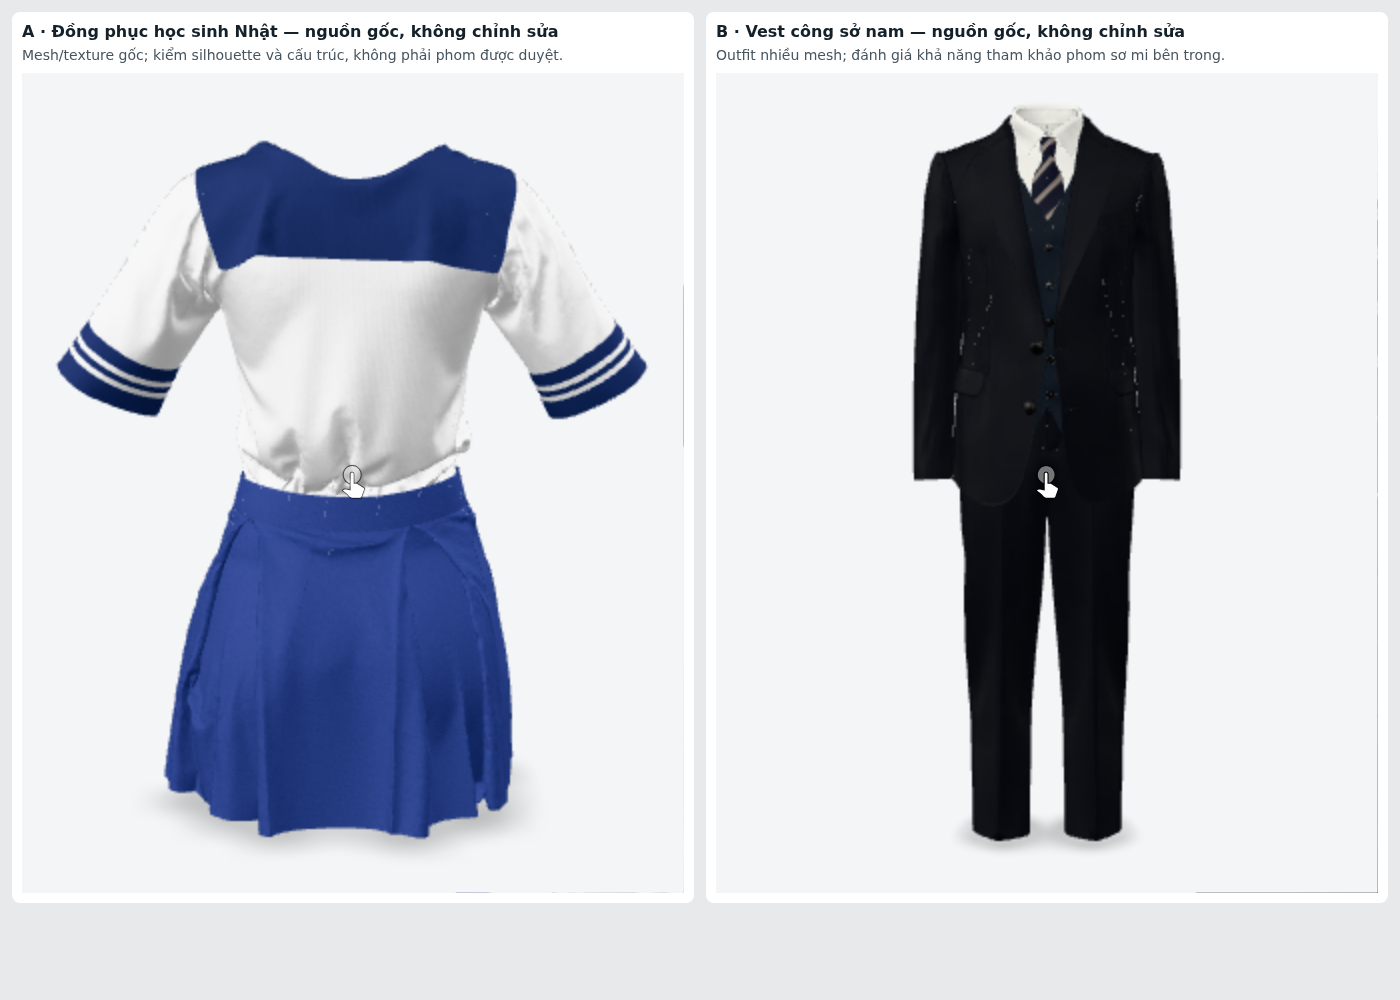 A · Đồng phục học sinh Nhật — nguồn gốc, không chỉnh sửa
Mesh/texture gốc; kiểm silhouette và cấu trúc, không phải phom được duyệt.
B · Vest công sở nam — nguồn gốc, không chỉnh sửa
Outfit nhiều mesh; đánh giá khả năng tham khảo phom sơ mi bên trong.